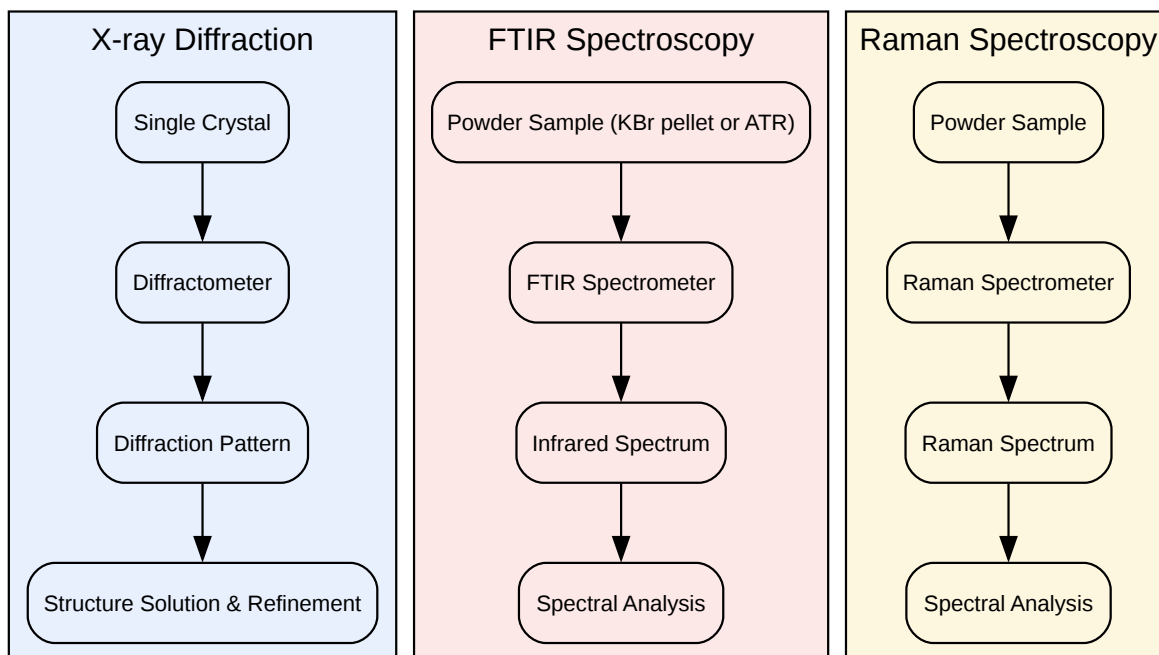 X-ray Diffraction
Single Crystal
Diffractometer
Diffraction Pattern
Structure Solution & Refinement
FTIR Spectroscopy
Powder Sample (KBr pellet or ATR)
FTIR Spectrometer
Infrared Spectrum
Spectral Analysis
Raman Spectroscopy
Powder Sample
Raman Spectrometer
Raman Spectrum
Spectral Analysis